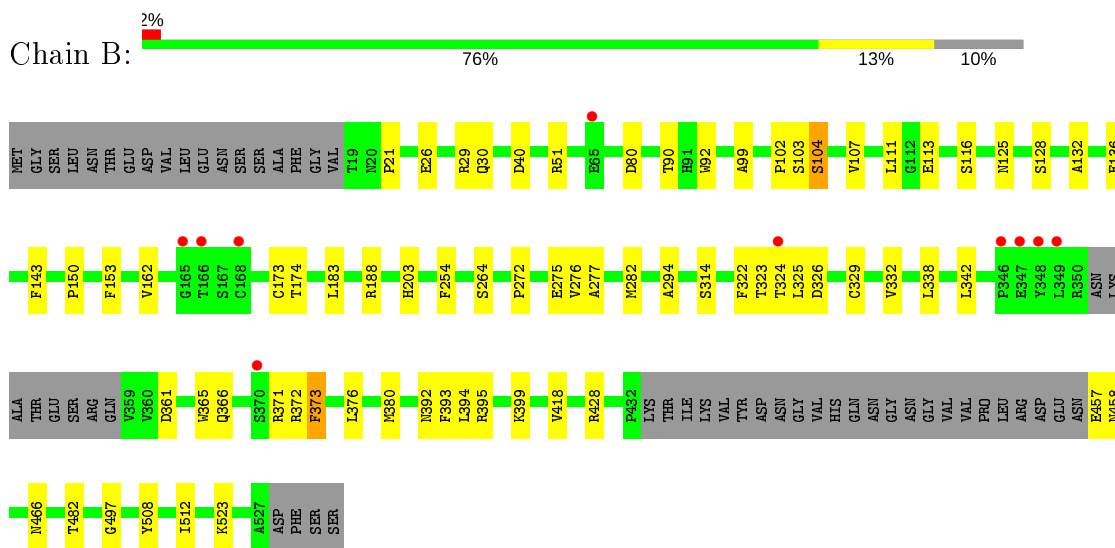 2%
Chain B:
76% 13% 10%
MET GLY SER LEU ASN THR GLU ASP VAL LEU GLU ASN SER SER ALA PHE GLY VAL T19 N20 P21 E26 R29 Q30 D40 R51 E65 D80 T90 H91 W92 A99 P102 S103 S104 V107 L111 G112 E113 S116 N125 S128 A132
F143 P150 F153 V162 G165 T166 S167 C168 C173 T174 L183 R188 H203 F254 S264 P272 E275 V276 A277 M282 A294 S314 F322 T323 T324 L325 D326 C329 V332 L338 L342 P346 E347 Y348 L349 R350 ASN LYS
ALA THR GLU SER ARG GLN V359 V360 D361 W365 Q366 S370 R371 R372 F373 L376 M380 N392 F393 L394 R395 K399 V418 R428 P432 LYS THR ILE LYS VAL TYR ASP ASN GLY VAL HIS GLN ASN GLY ASN GLY VAL VAL PRO LEU ARG ASP GLU ASN E457 N458
N466 T482 G497 Y508 I512 K523 A527 ASP PHE SER SER